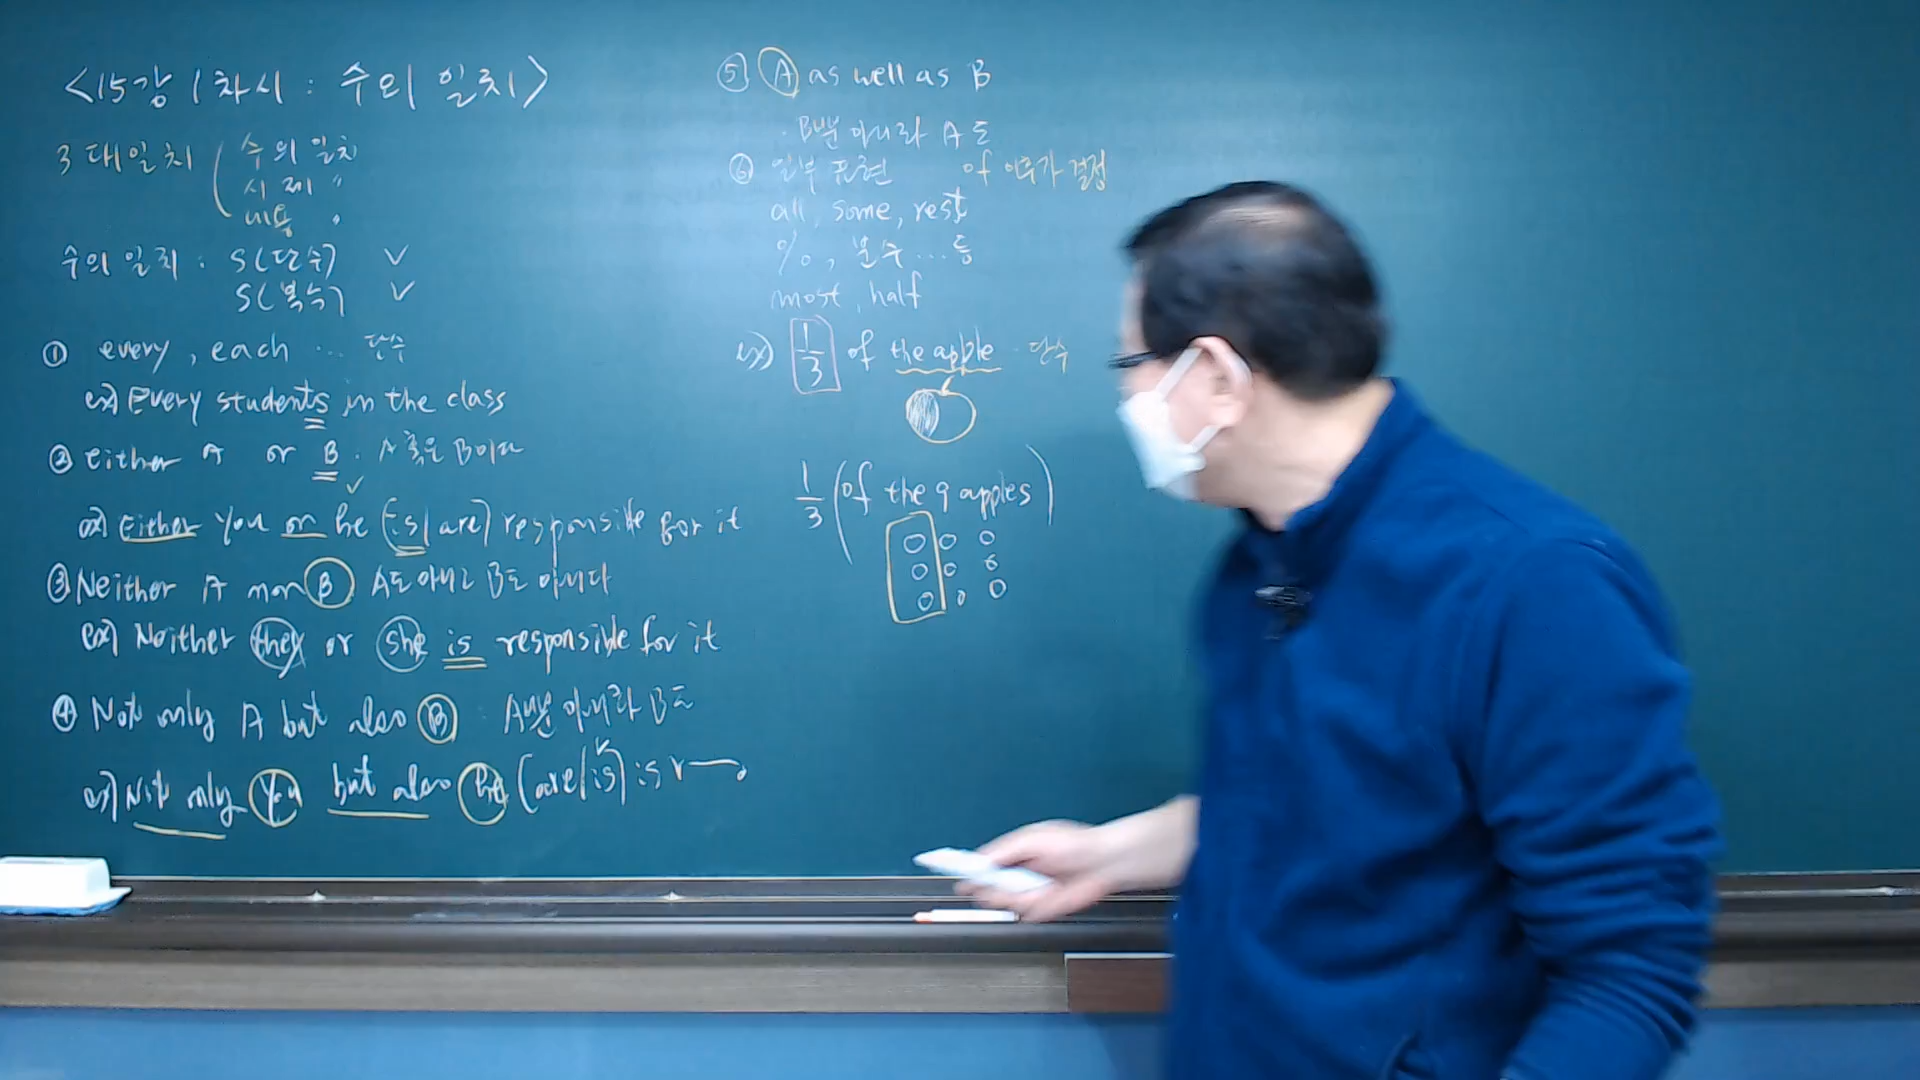 <15강 1차시 : 수의 일치>
3대일치 수의 일치
시제 "
내용 "
수의 일치 : S(단수) V
S(복수) V
① every, each ... 단수
ex) Every students in the class
② either A or B. A 혹은 B이다
ex) Either you or he (is/are) responsible for it
③ Neither A nor B A도 아니고 B도 아니다
ex) Neither they or she is responsible for it
④ Not only A but also B : A뿐 아니라 B도
ex) Not only you but also he (are/is) is r
⑤ A as well as B
. B뿐 아니라 A도
⑥ 일부 표현 of 이후가 결정
all, some, rest
%, 분수 ... 등
most, half
ex) 1/3 of the apple 단수
1/3 (of the 9 apples)